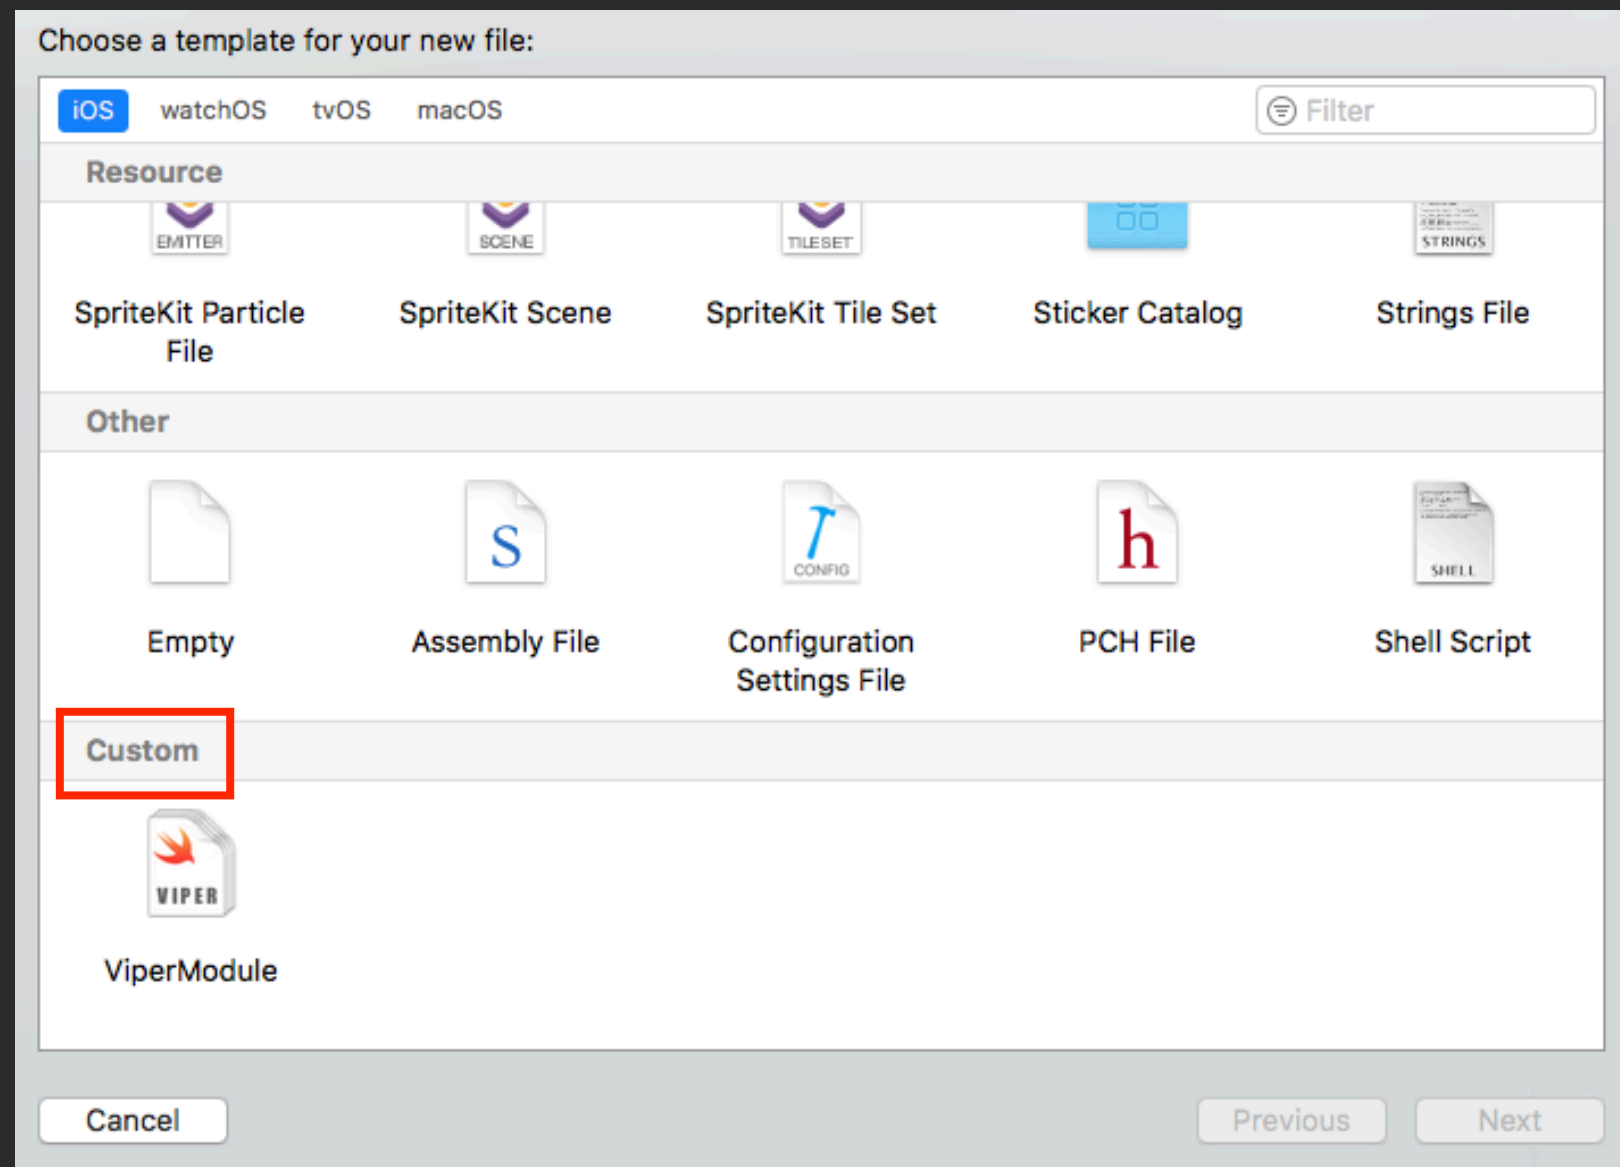 Choose a template for your new file:
iOS watchOS tvOS macOS Filter
Resource
EMITTER SCENE TILESET STRINGS
SpriteKit Particle File SpriteKit Scene SpriteKit Tile Set Sticker Catalog Strings File
Other
S CONFIG h SHELL
Empty Assembly File Configuration Settings File PCH File Shell Script
Custom
VIPER
ViperModule
Cancel Previous Next